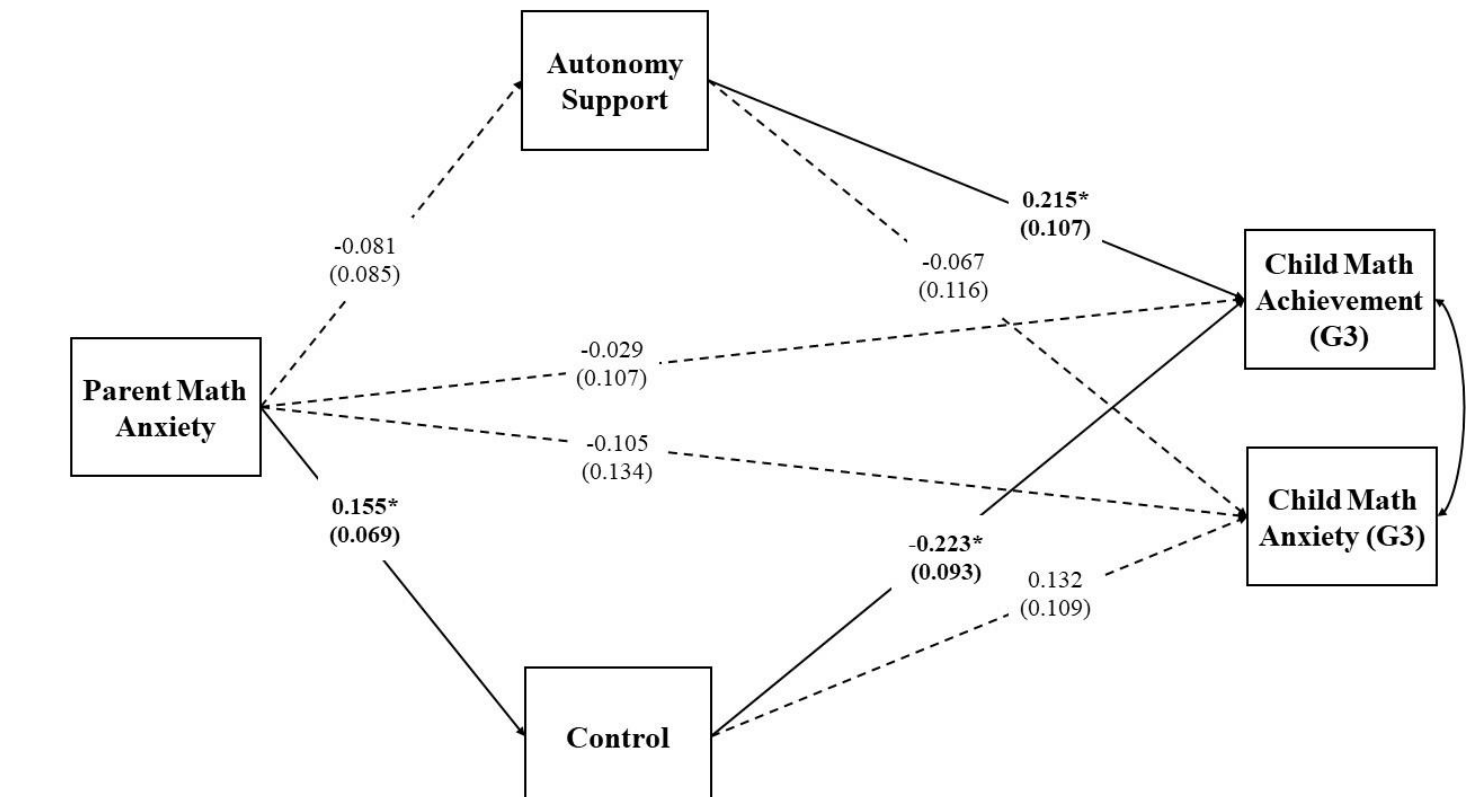 Autonomy
Support
0.215*
(0.107)
-0.081
(0.085)
-0.067
(0.116)
Child Math
Achievement
(G3)
-0.029
(0.107)
Parent Math
Anxiety
-0.105
(0.134)
0.155*
(0.069)
Child Math
Anxiety (G3)
-0.223*
(0.093)
0.132
(0.109)
Control